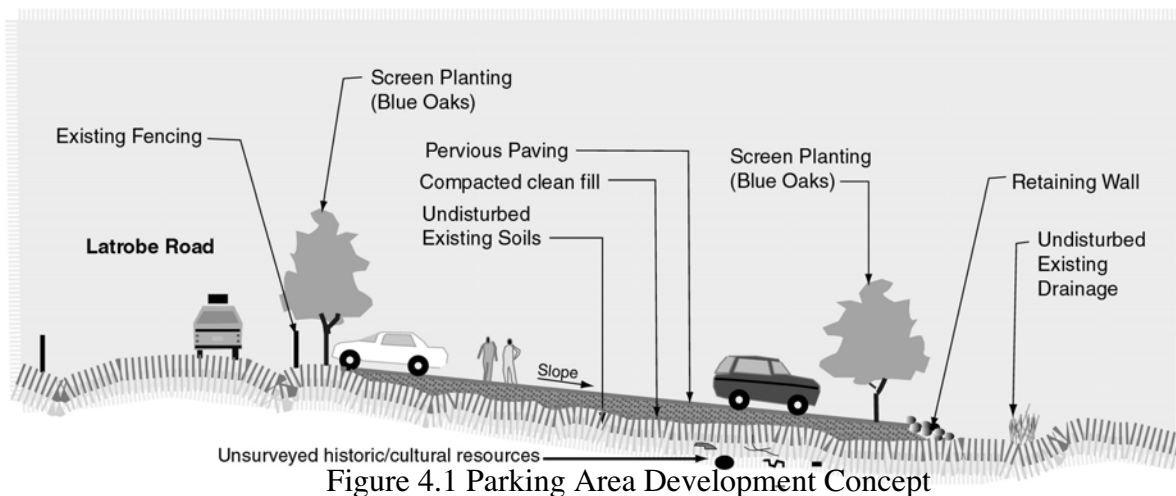 Screen Planting
(Blue Oaks)
Existing Fencing
Pervious Paving
Compacted clean fill
Undisturbed
Existing Soils
Screen Planting
(Blue Oaks)
Retaining Wall
Undisturbed
Existing
Drainage
Latrobe Road
Slope
Unsurveyed historic/cultural resources
Figure 4.1 Parking Area Development Concept